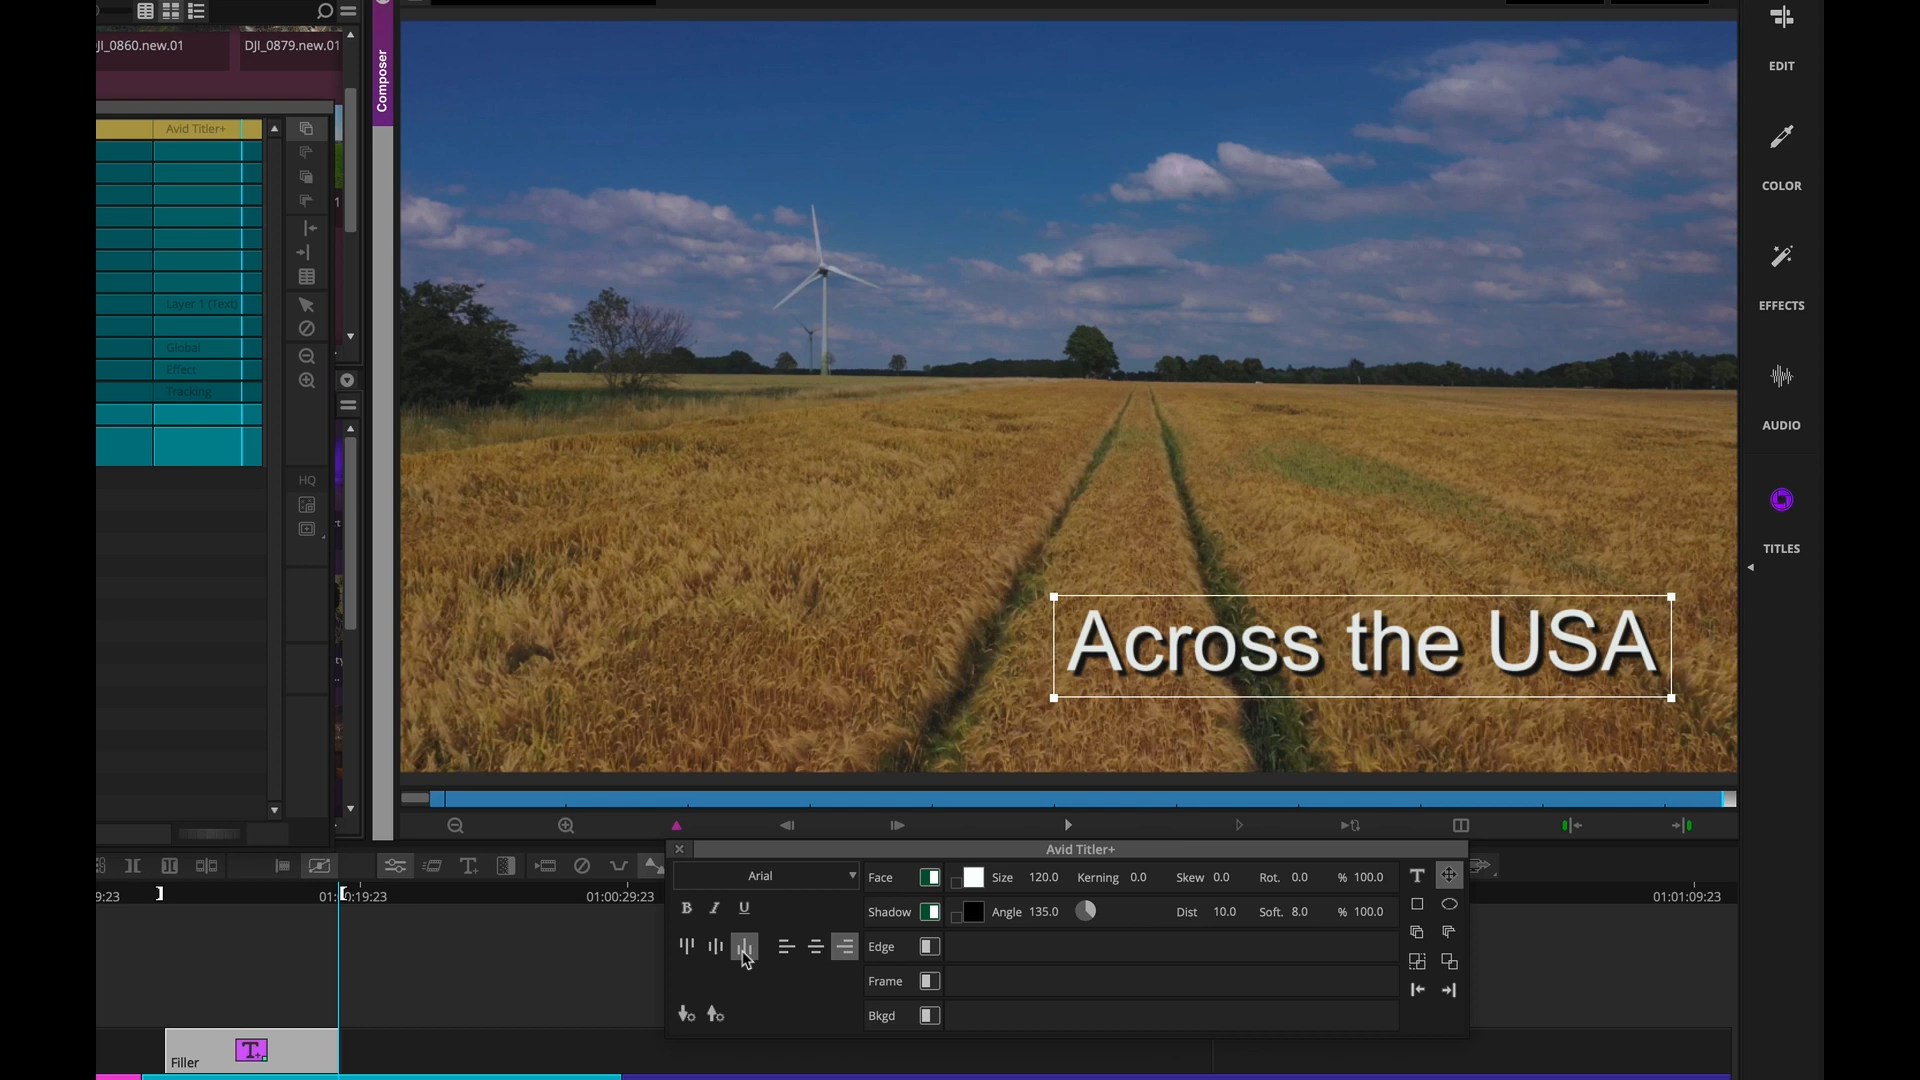 JI_0860.new.01
DJI_0879.new.01
Composer
EDIT
COLOR
EFFECTS
AUDIO
TITLES
Avid Titler+
Layer 1 (Text)
Global
Effect
Tracking
HQ
Across the USA
Avid Titler+
Arial
Face
Size 120.0
Kerning 0.0
Skew 0.0
Rot. 0.0
% 100.0
Shadow
Angle 135.0
Dist 10.0
Soft. 8.0
% 100.0
B I U
Edge
Frame
Bkgd
9:23
01:00:29:23
01:01:09:23
Filler